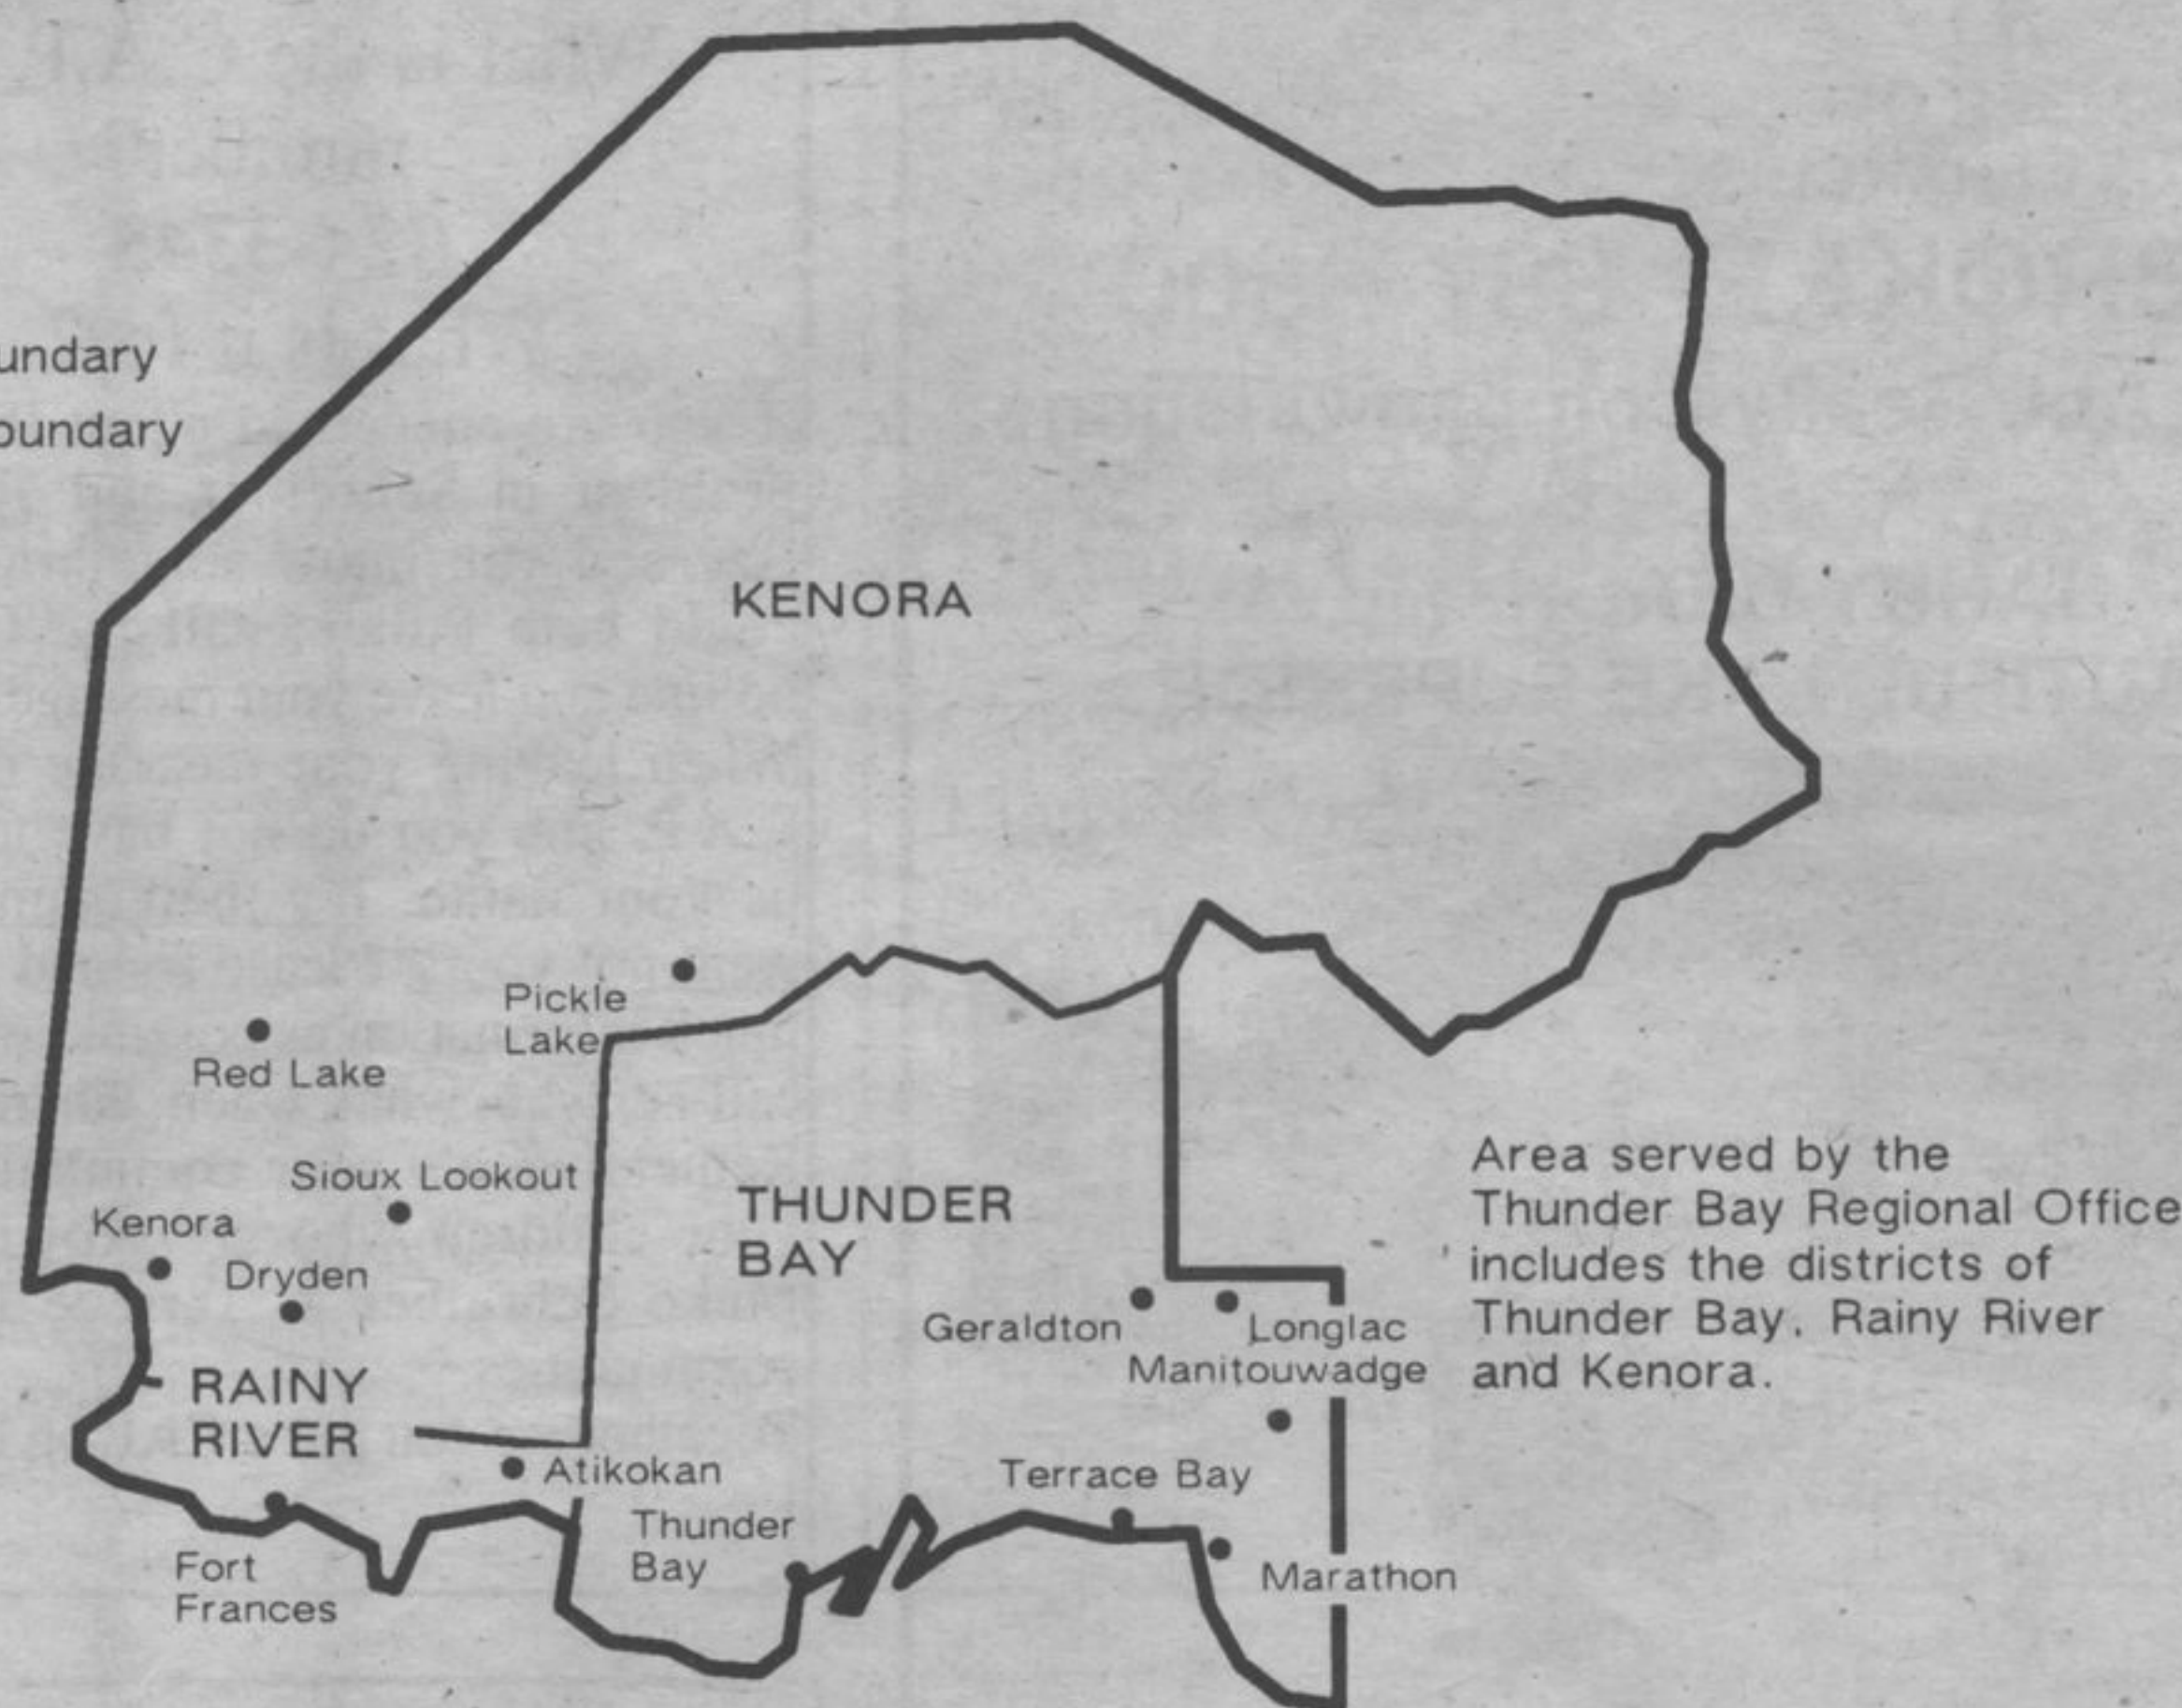 KENORA
Pickle
Lake
Red Lake
Sioux Lookout
Kenora
Dryden
THUNDER
BAY
Geraldton
Longlac
Manitouwadge
RAINY
RIVER
Atikokan
Terrace Bay
Thunder
Bay
Fort
Frances
Marathon
Area served by the
Thunder Bay Regional Office
includes the districts of
Thunder Bay, Rainy River
and Kenora.